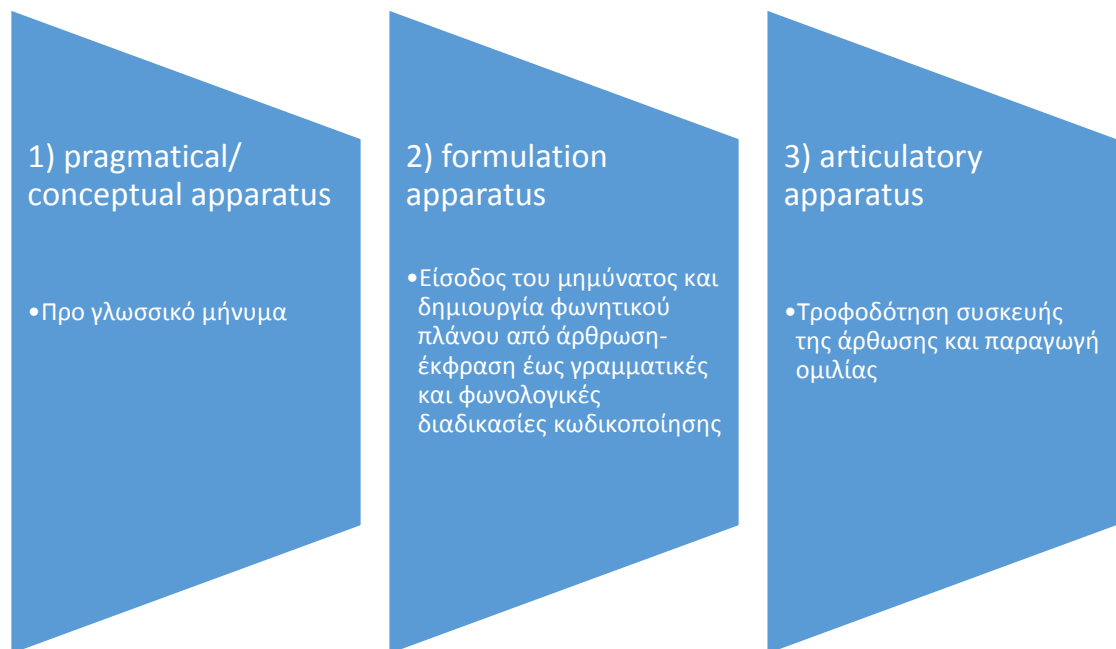 1) pragmatical/
conceptual apparatus
•Προ γλωσσικό μήνυμα
2) formulation
apparatus
•Είσοδος του μημύνατος και
δημιουργία φωνητικού
πλάνου από άρθρωση-
έκφραση έως γραμματικές
και φωνολογικές
διαδικασίες κωδικοποίησης
3) articulatory
apparatus
•Τροφοδότηση συσκευής
της άρθωσης και παραγωγή
ομιλίας